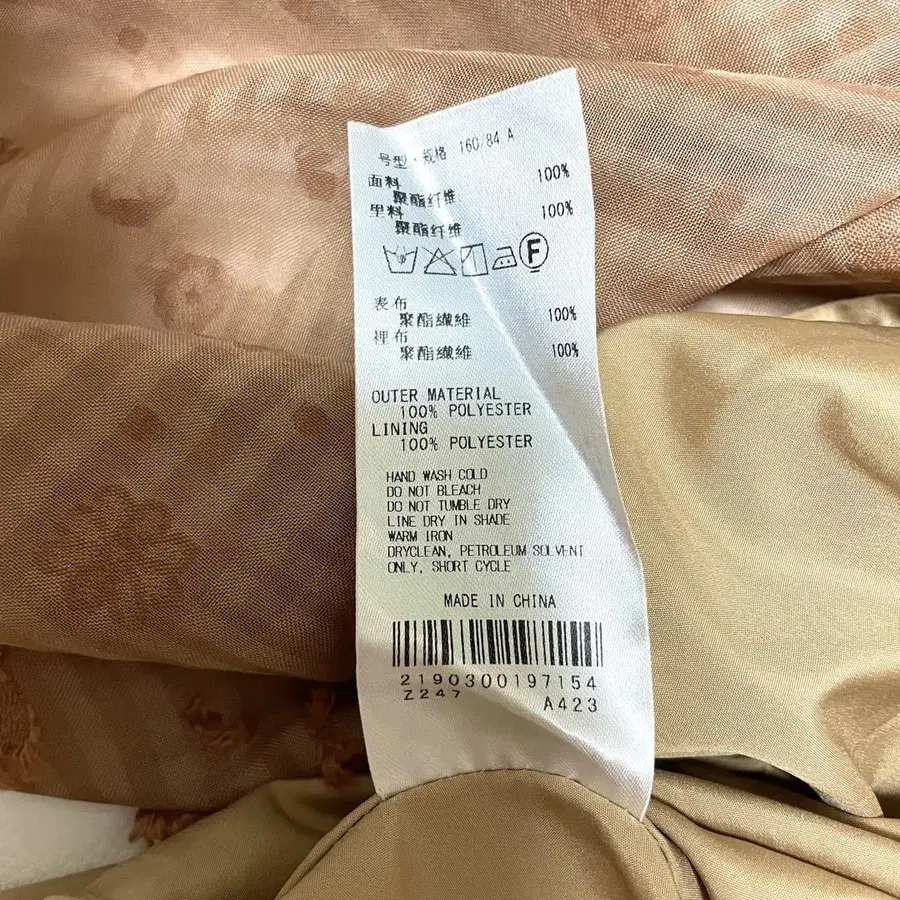 号型・规格 160/84 A
面料 100%
聚酯纤维
里料 100%
聚酯纤维
F
表布
聚酯纖維 100%
裡布
聚酯纖維 100%
OUTER MATERIAL
100% POLYESTER
LINING
100% POLYESTER
HAND WASH COLD
DO NOT BLEACH
DO NOT TUMBLE DRY
LINE DRY IN SHADE
WARM IRON
DRYCLEAN, PETROLEUM SOLVENT
ONLY, SHORT CYCLE
MADE IN CHINA
2190300197154
Z247 A423